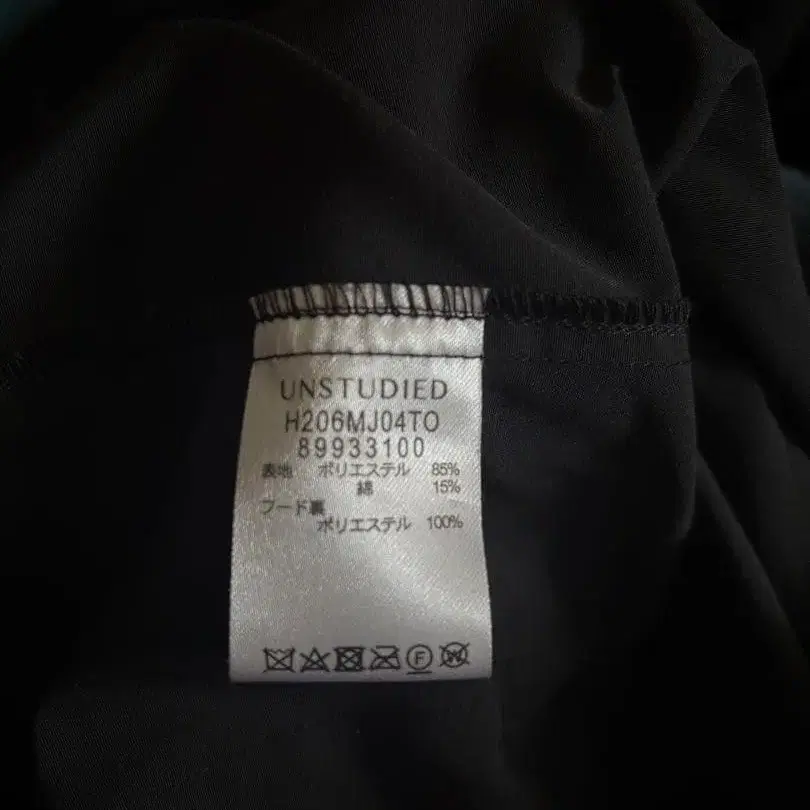 UNSTUDIED
H206MJ04TO
89933100
表地 ポリエステル 85%
綿 15%
フード裏
ポリエステル 100%
F W